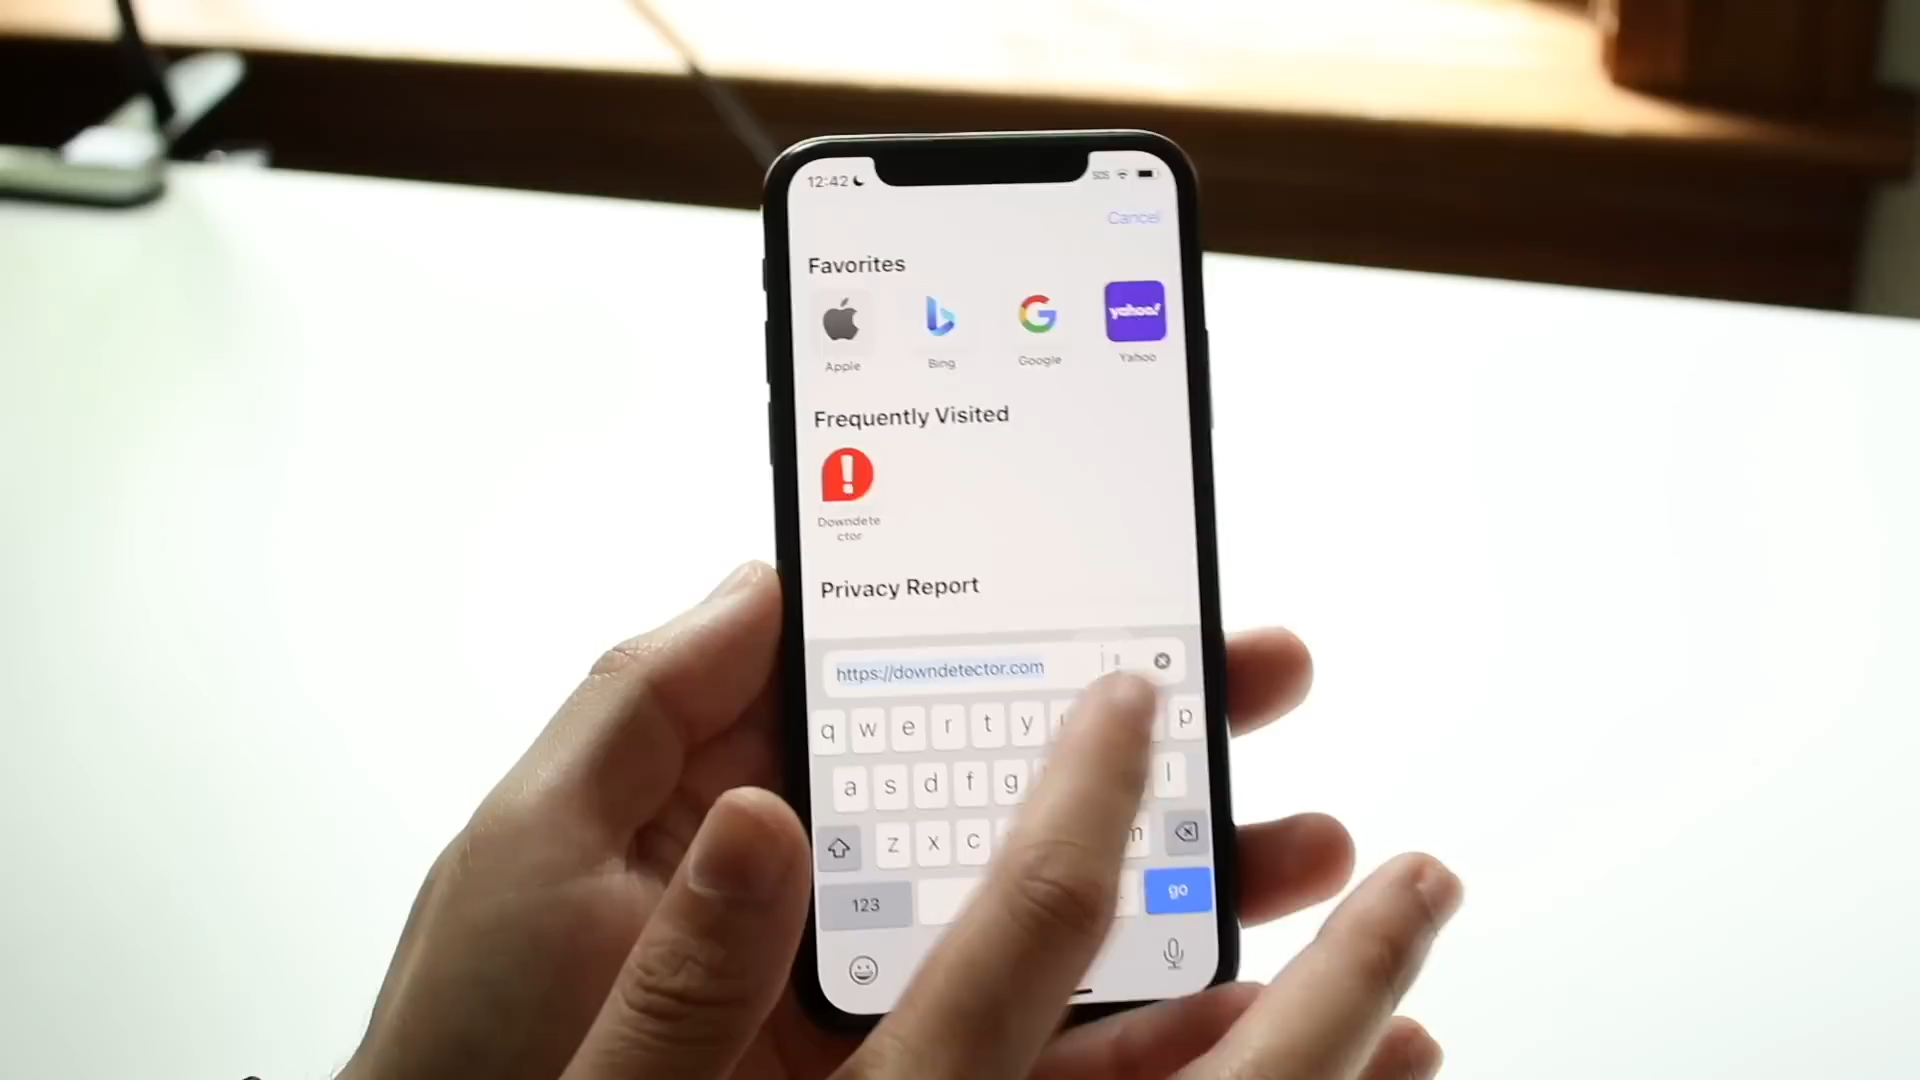 12:42
SOS
Cancel
Favorites
yahoo!
Apple
Bing
Google
Yahoo
Frequently Visited
!
Downdete
ctor
Privacy Report
https://downdetector.com
q w e r t y p
a s d f g l
z x c m
123
go